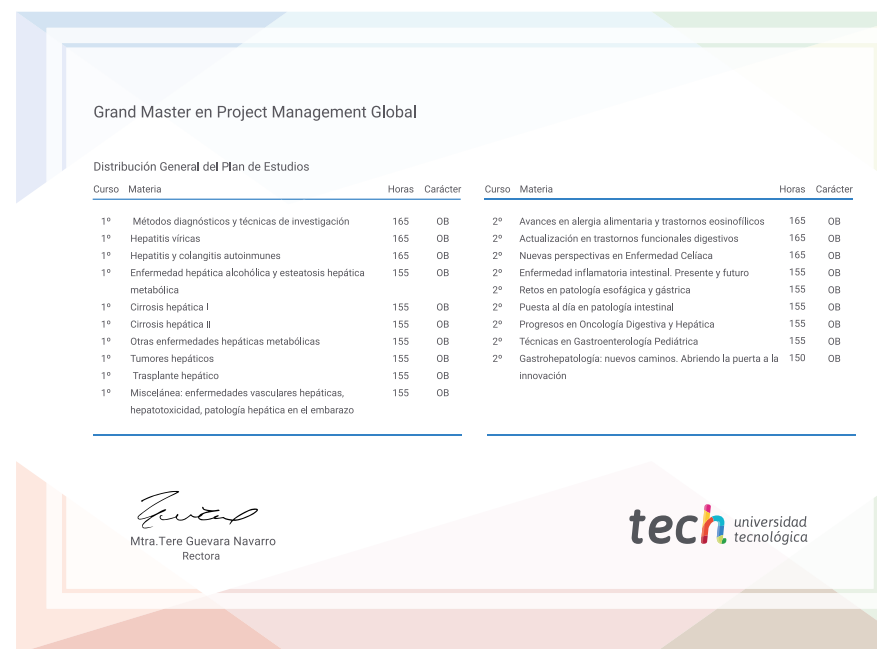 Grand Master en Project Management Global
Distribución General del Plan de Estudios
Curso Materia Horas Carácter
1º Métodos diagnósticos y técnicas de investigación 165 OB
1º Hepatitis víricas 165 OB
1º Hepatitis y colangitis autoinmunes 165 OB
1º Enfermedad hepática alcohólica y esteatosis hepática 155 OB
metabólica
1º Cirrosis hepática I 155 OB
1º Cirrosis hepática II 155 OB
1º Otras enfermedades hepáticas metabólicas 155 OB
1º Tumores hepáticos 155 OB
1º Trasplante hepático 155 OB
1º Miscelánea: enfermedades vasculares hepáticas, 155 OB
hepatotoxicidad, patología hepática en el embarazo
Curso Materia Horas Carácter
2º Avances en alergia alimentaria y trastornos eosinofílicos 165 OB
2º Actualización en trastornos funcionales digestivos 165 OB
2º Nuevas perspectivas en Enfermedad Celíaca 165 OB
2º Enfermedad inflamatoria intestinal. Presente y futuro 155 OB
2º Retos en patología esofágica y gástrica 155 OB
2º Puesta al día en patología intestinal 155 OB
2º Progresos en Oncología Digestiva y Hepática 155 OB
2º Técnicas en Gastroenterología Pediátrica 155 OB
2º Gastrohepatología: nuevos caminos. Abriendo la puerta a la 150 OB
innovación
Mtra.Tere Guevara Navarro
Rectora
tech universidad
tecnológica